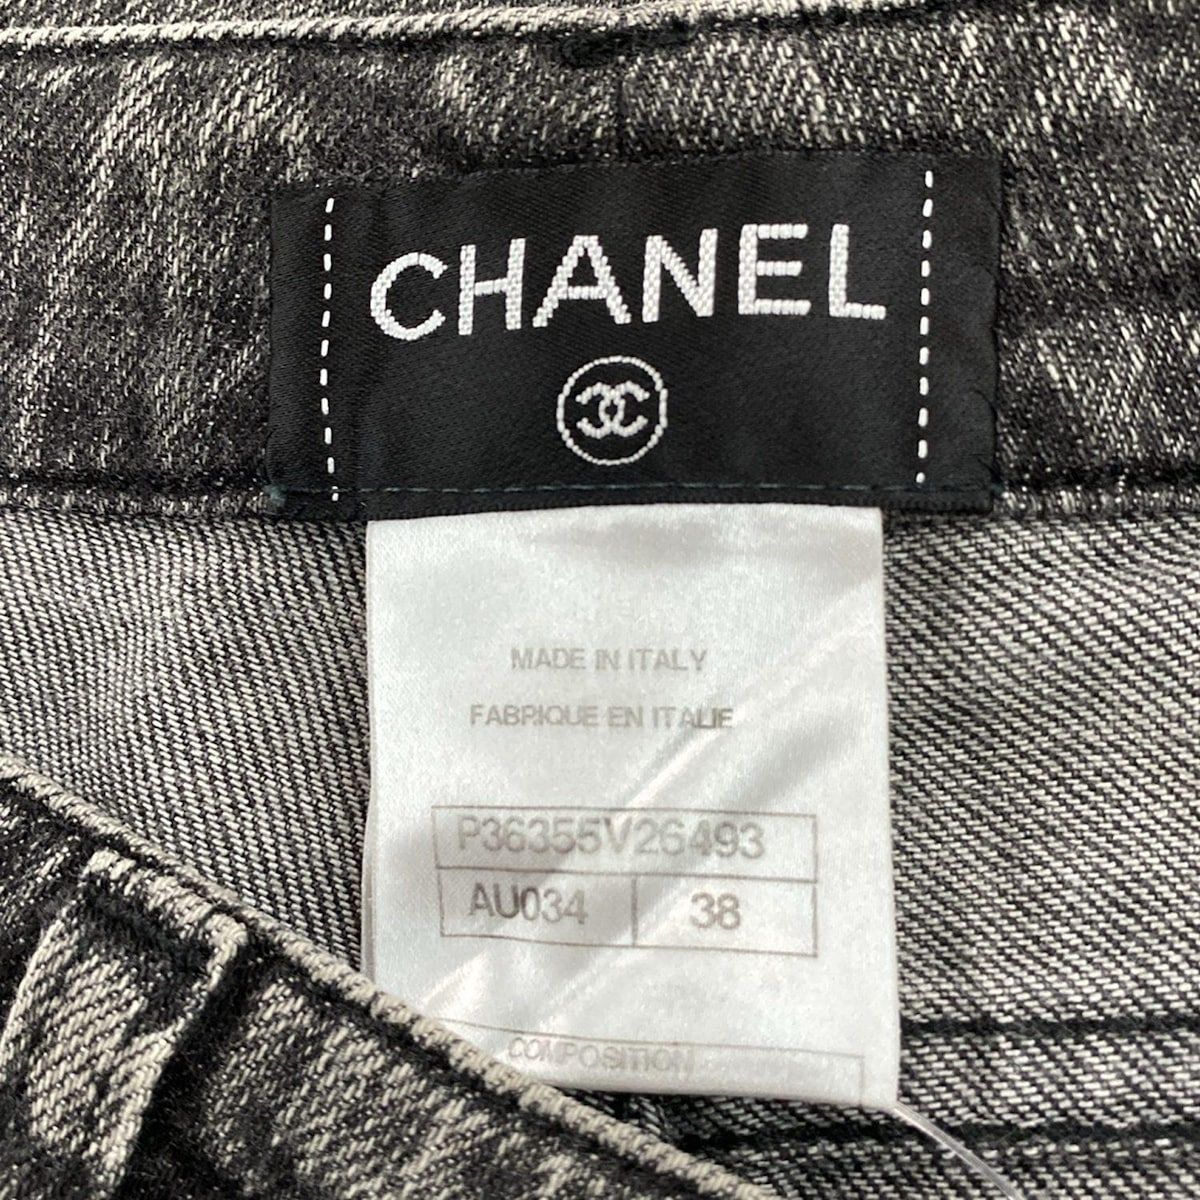 CHANEL
MADE IN ITALY
FABRIQUE EN ITALIE
P36355V26493
AU034 38
COMPOSITION